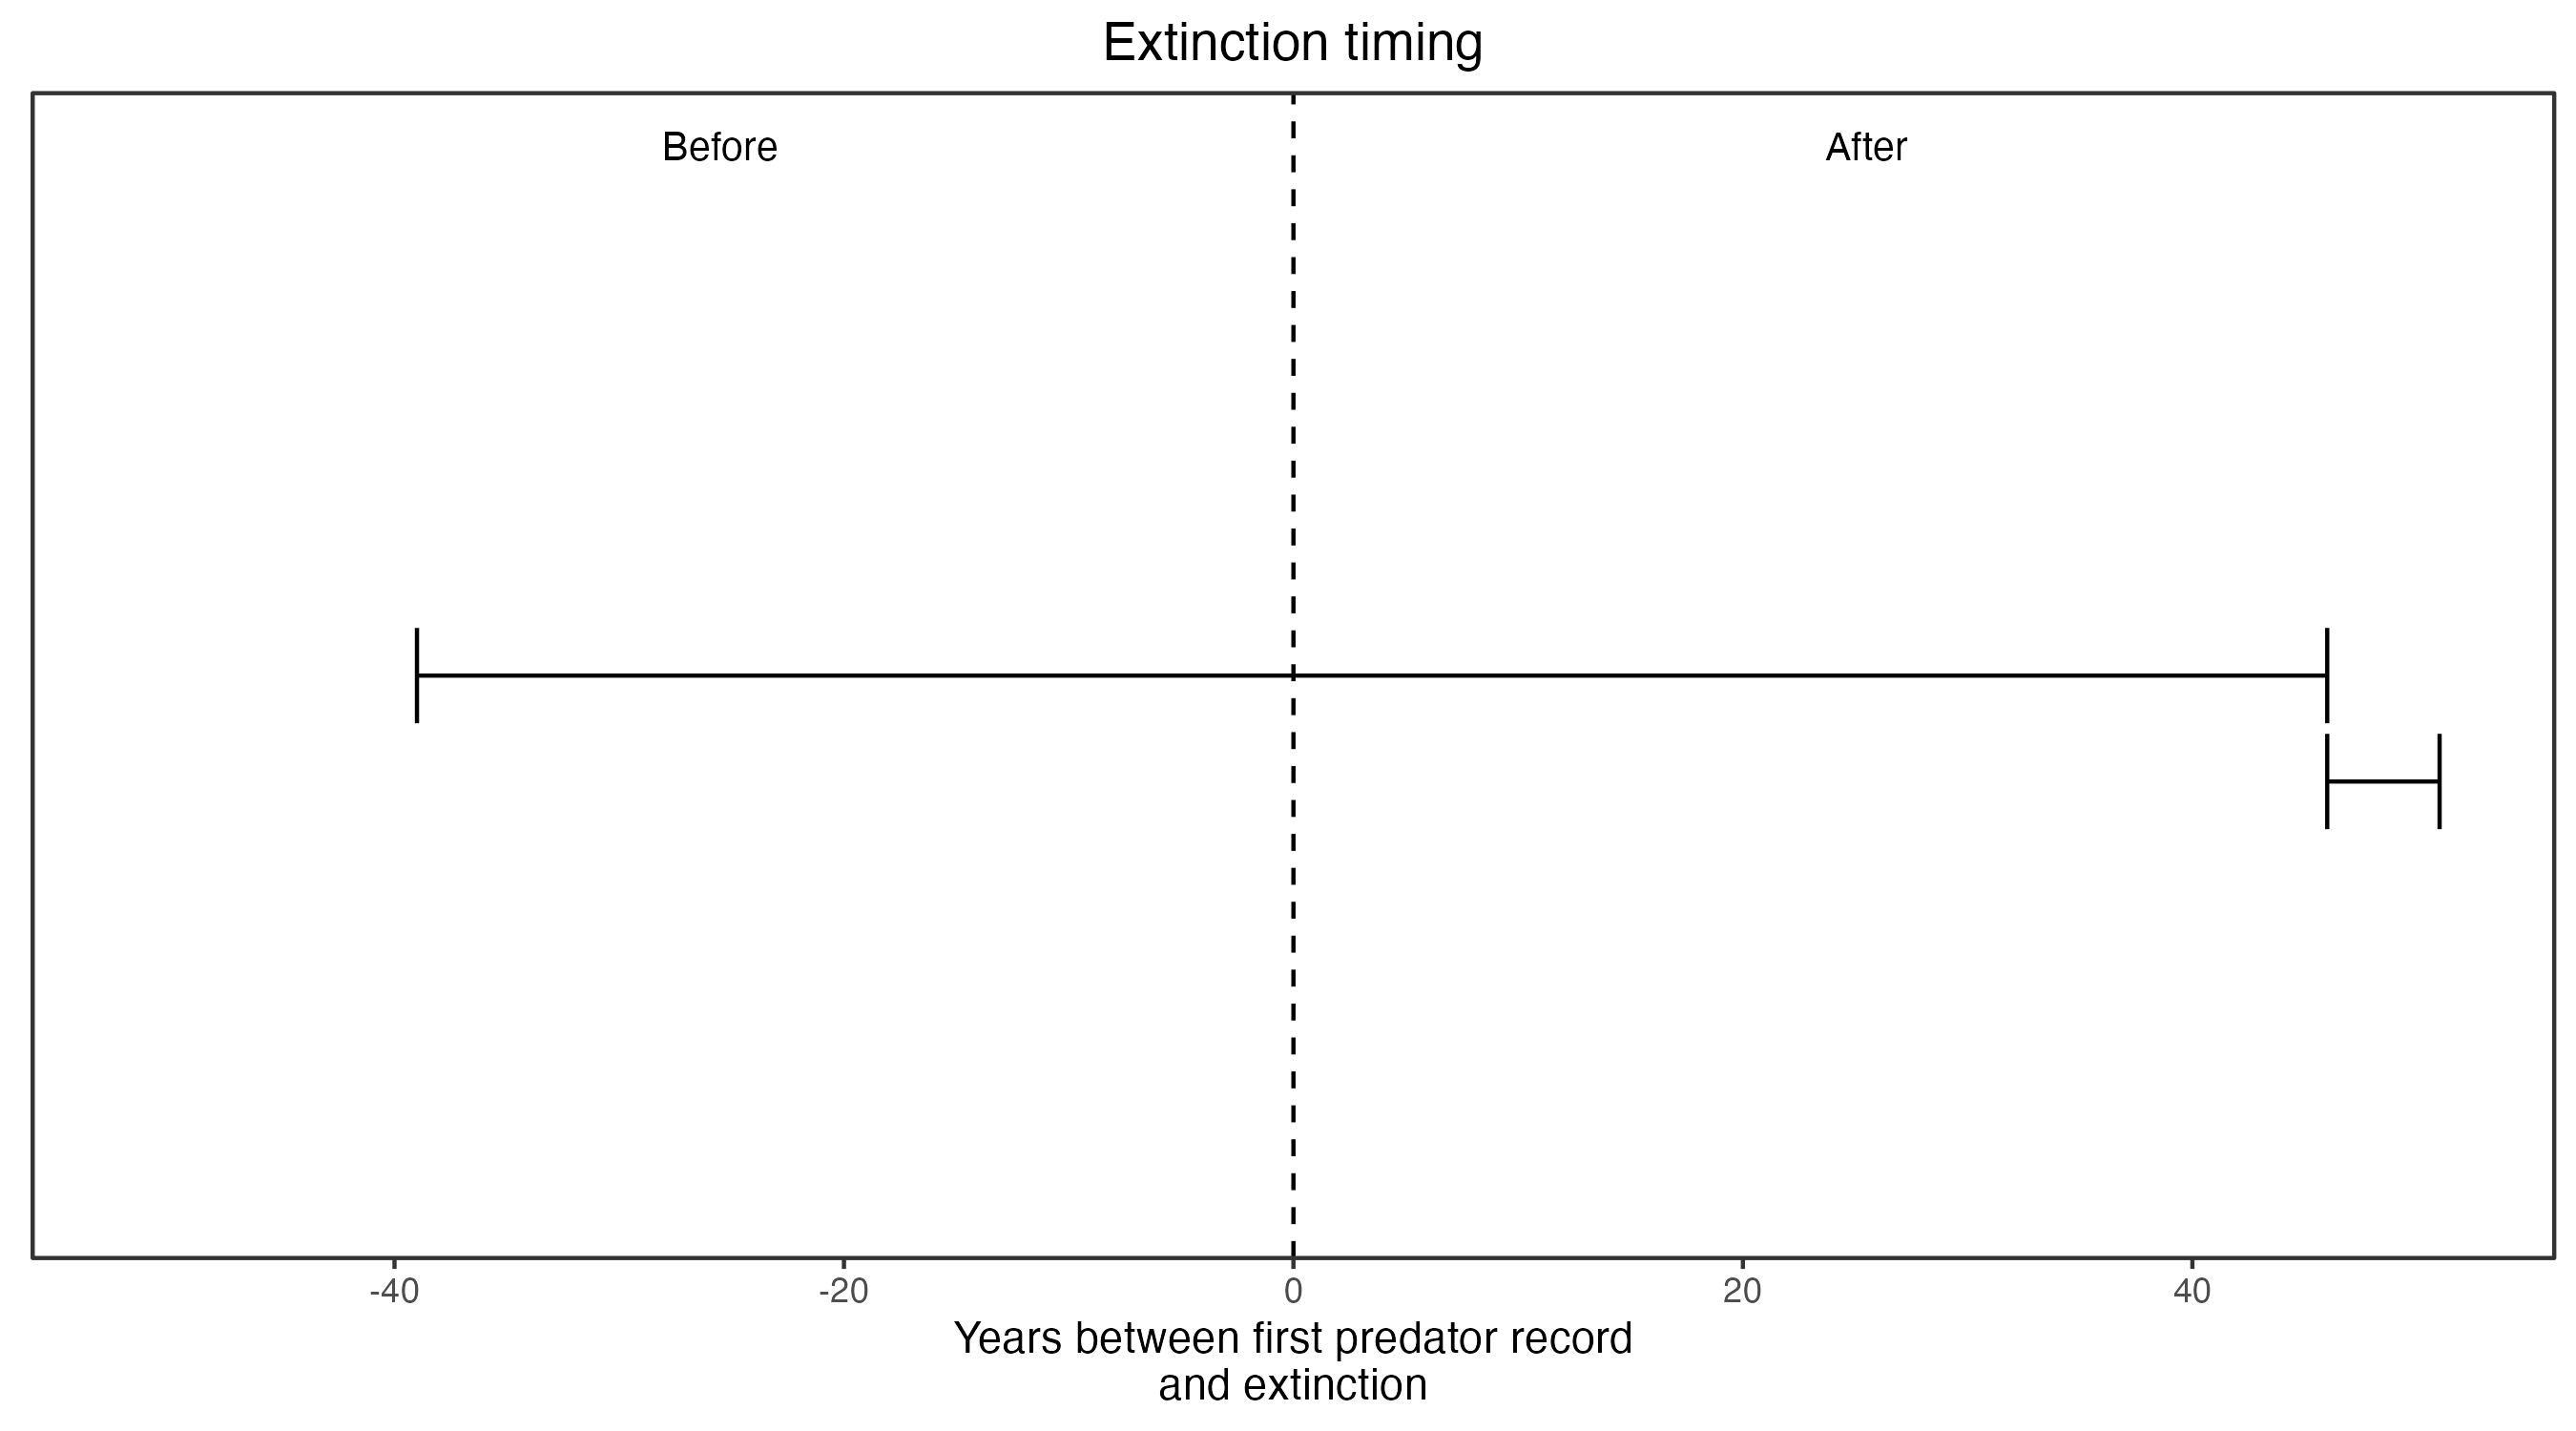 Extinction timing
Before
After
-40
-20
0
20
40
Years between first predator record
and extinction